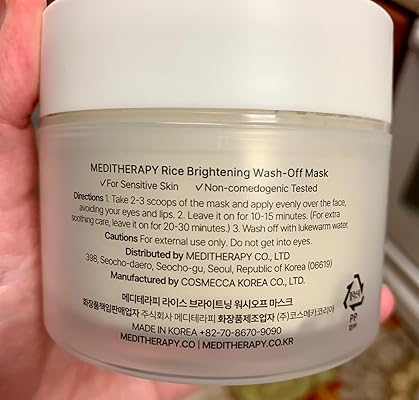 MEDITHERAPY Rice Brightening Wash-Off Mask
✓For Sensitive Skin ✓Non-comedogenic Tested
Directions 1. Take 2-3 scoops of the mask and apply evenly over the face,
avoiding your eyes and lips. 2. Leave it on for 10-15 minutes. (For extra
soothing care, leave it on for 20-30 minutes.) 3. Wash off with lukewarm water.
Cautions For external use only. Do not get into eyes.
Distributed by MEDITHERAPY CO., LTD
398, Seocho-daero, Seocho-gu, Seoul, Republic of Korea (06619)
Manufactured by COSMECCA KOREA CO., LTD.
메디테라피 라이스 브라이트닝 워시오프 마스크
화장품책임판매업자 주식회사 메디테라피 화장품제조업자 (주)코스메카코리아
MADE IN KOREA +82-70-8670-9090
MEDITHERAPY.CO | MEDITHERAPY.CO.KR
PP